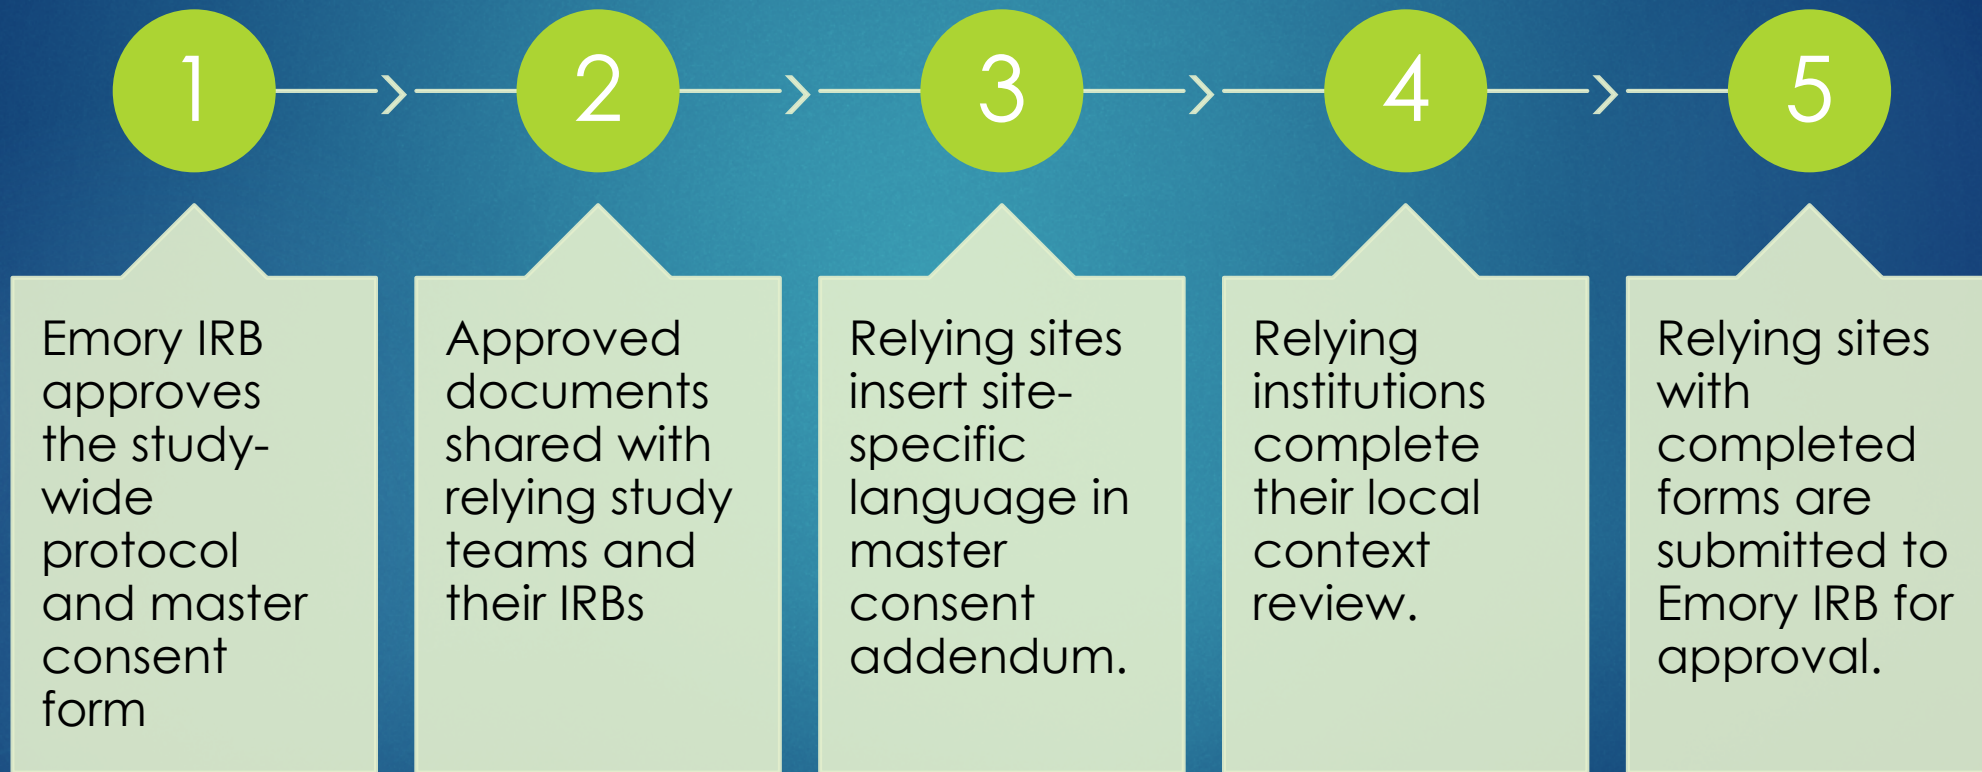 1
2
3
4
5
Emory IRB
approves
the study-
wide
protocol
and master
consent
form
Approved
documents
shared with
relying study
teams and
their IRBs
Relying sites
insert site-
specific
language in
master
consent
addendum.
Relying
institutions
complete
their local
context
review.
Relying sites
with
completed
forms are
submitted to
Emory IRB for
approval.